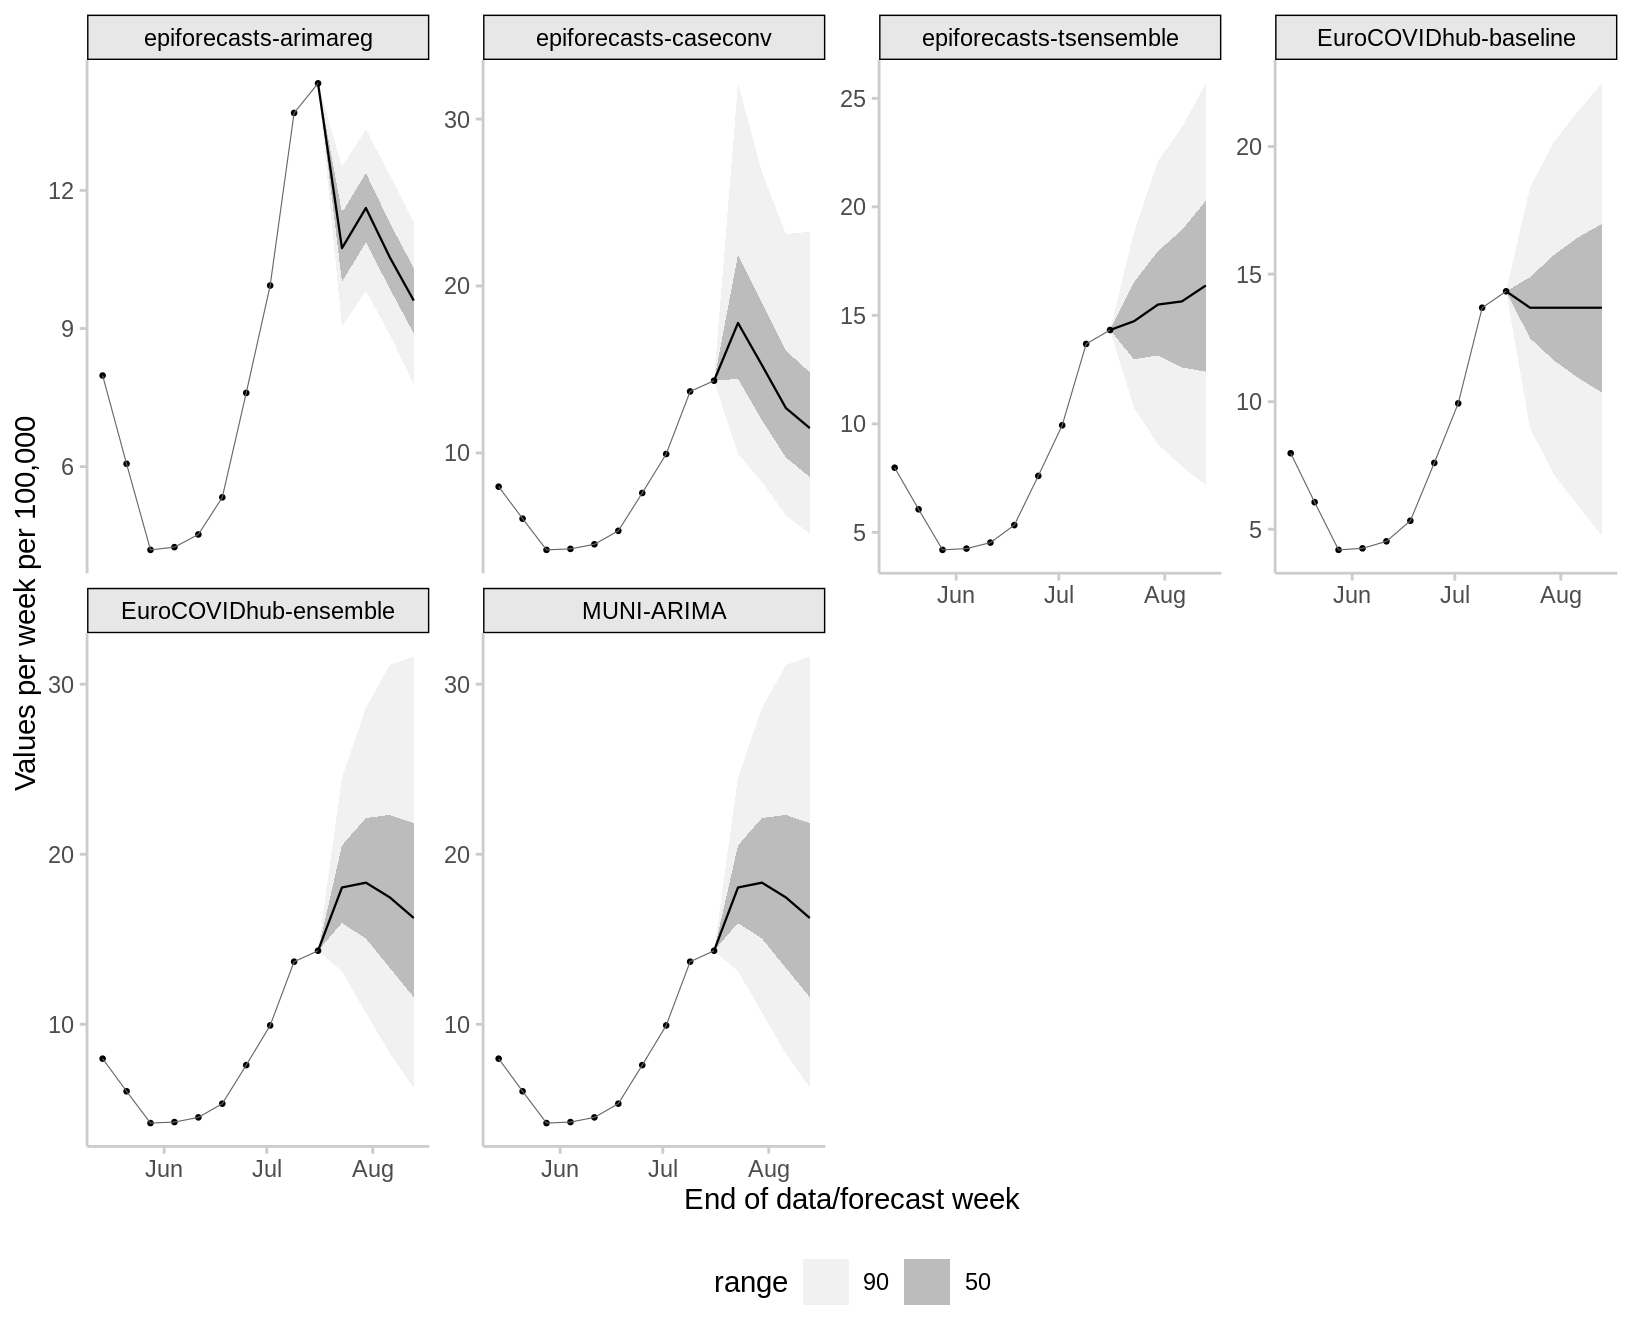 epiforecasts-arimareg
epiforecasts-caseconv
epiforecasts-tsensemble
EuroCOVIDhub-baseline
12
9
6
30
20
10
25
20
15
10
5
20
15
10
5
Jun Jul Aug
Jun Jul Aug
Values per week per 100,000
EuroCOVIDhub-ensemble
MUNI-ARIMA
30
20
10
30
20
10
Jun Jul Aug
Jun Jul Aug
End of data/forecast week
range 90 50